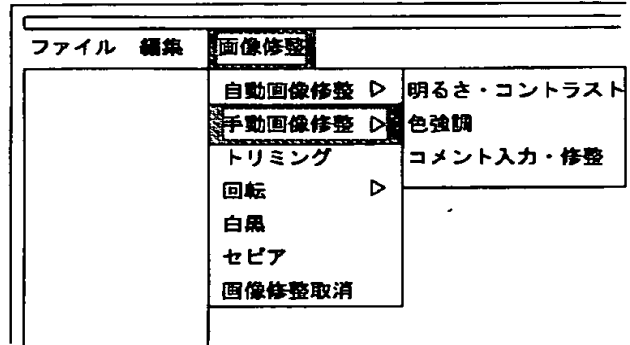 ファイル 編集 画像修整
自動画像修整 ▷ 明るさ・コントラスト
手動画像修整 ▷ 色強調
トリミング コメント入力・修整
回転 ▷
白黒
セピア
画像修整取消